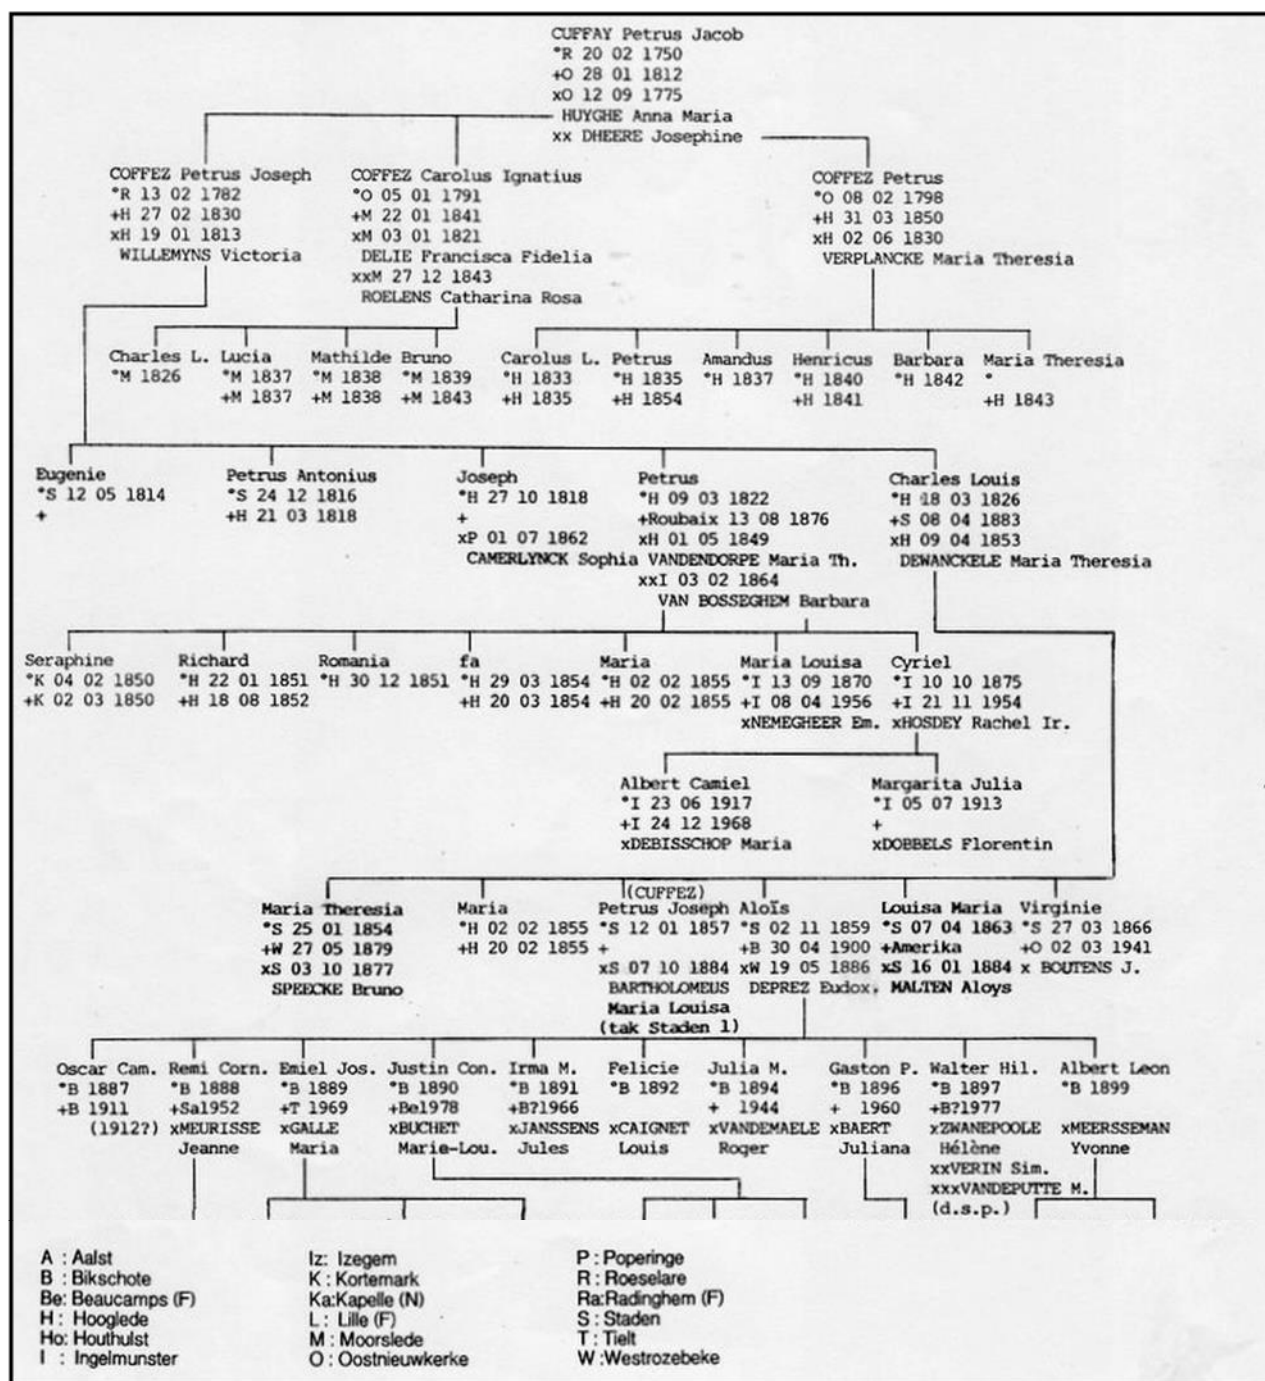 CUFFAY Petrus Jacob
*R 20 02 1750
+O 28 01 1812
xO 12 09 1775
HUYGHE Anna Maria
xx DHEERE Josephine
COFFEZ Petrus Joseph
*R 13 02 1782
+H 27 02 1830
xH 19 01 1813
WILLEMYNS Victoria
COFFEZ Carolus Ignatius
*O 05 01 1791
+M 22 01 1841
xM 03 01 1821
DELIE Francisca Fidelia
xxM 27 12 1843
ROELENS Catharina Rosa
COFFEZ Petrus
*O 08 02 1798
+H 31 03 1850
xH 02 06 1830
VERPLANCKE Maria Theresia
Charles L.
*M 1826
Lucia
*M 1837
+M 1837
Mathilde
*M 1838
+M 1838
Bruno
*M 1839
+M 1843
Carolus L.
*H 1833
+H 1835
Petrus
*H 1835
+H 1854
Amandus
*H 1837
Henricus
*H 1840
+H 1841
Barbara
*H 1842
Maria Theresia
*
+H 1843
Eugenie
*S 12 05 1814
+
Petrus Antonius
*S 24 12 1816
+H 21 03 1818
Joseph
*H 27 10 1818
+
xP 01 07 1862
CAMERLYNCK Sophia
Petrus
*H 09 03 1822
+Roubaix 13 08 1876
xH 01 05 1849
VANDENDORPE Maria Th.
xxI 03 02 1864
VAN BOSSEGHEM Barbara
Charles Louis
*H 18 03 1826
+S 08 04 1883
xH 09 04 1853
DEWANCKELE Maria Theresia
Seraphine
*K 04 02 1850
+K 02 03 1850
Richard
*H 22 01 1851
+H 18 08 1852
Romania
*H 30 12 1851
fa
*H 29 03 1854
+H 20 03 1854
Maria
*H 02 02 1855
+H 20 02 1855
Maria Louisa
*I 13 09 1870
+I 08 04 1956
xNEMEGHEER Em.
Cyriel
*I 10 10 1875
+I 21 11 1954
xHOSDEY Rachel Ir.
Albert Camiel
*I 23 06 1917
+I 24 12 1968
xDEBISSCHOP Maria
Margarita Julia
*I 05 07 1913
+
xDOBBELS Florentin
Maria Theresia
*S 25 01 1854
+W 27 05 1879
xS 03 10 1877
SPEECKE Bruno
Maria
*H 02 02 1855
+H 20 02 1855
(CUFFEZ)
Petrus Joseph
*S 12 01 1857
+
xS 07 10 1884
BARTHOLOMEUS
Maria Louisa
(tak Staden 1)
Aloïs
*S 02 11 1859
+B 30 04 1900
xW 19 05 1886
DEPREZ Eudox.
Louisa Maria
*S 07 04 1863
+Amerika
xS 16 01 1884
MALTEN Aloys
Virginie
*S 27 03 1866
+O 02 03 1941
x BOUTENS J.
Oscar Cam.
*B 1887
+B 1911
(1912?)
Remi Corn.
*B 1888
+Sa1952
xMEURISSE
Jeanne
Emiel Jos.
*B 1889
+T 1969
xGALLE
Maria
Justin Con.
*B 1890
+Be1978
xBUCHET
Marie-Lou.
Irma M.
*B 1891
+B?1966
xJANSSENS
Jules
Felicie
*B 1892
xCAIGNET
Louis
Julia M.
*B 1894
+ 1944
xVANDEMAELE
Roger
Gaston P.
*B 1896
+ 1960
xBAERT
Juliana
Walter Hil.
*B 1897
+B?1977
xZWANEPOOLE
Hélène
xxVERIN Sim.
xxxVANDEPUTTE M.
(d.s.p.)
Albert Leon
*B 1899
xMEERSSEMAN
Yvonne
A : Aalst
B : Bikschote
Be: Beaucamps (F)
H : Hooglede
Ho: Houthulst
I : Ingelmunster
Iz: Izegem
K : Kortemark
Ka:Kapelle (N)
L : Lille (F)
M : Moorslede
O : Oostnieuwkerke
P : Poperinge
R : Roeselare
Ra:Radinghem (F)
S : Staden
T : Tielt
W :Westrozebeke